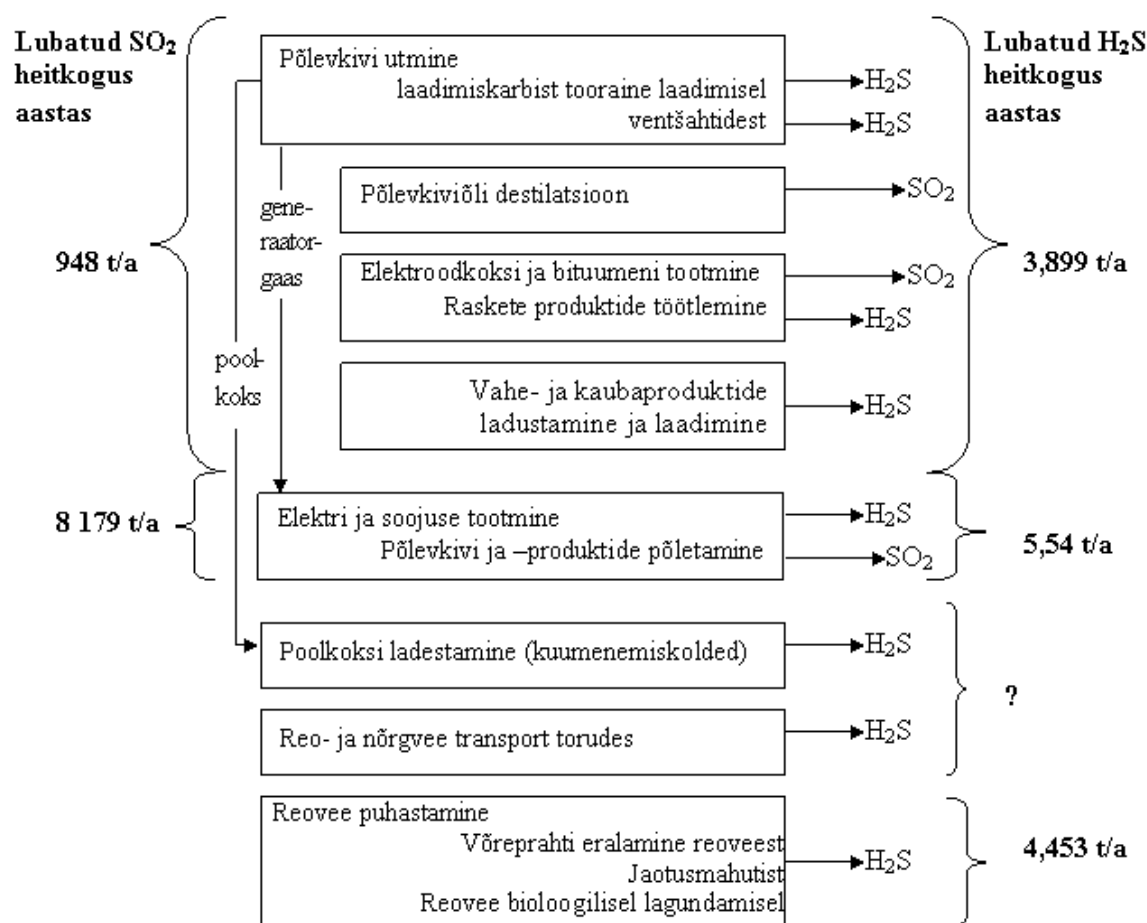 Lubatud SO₂
heitkogus
aastas
Lubatud H₂S
heitkogus
aastas
Põlevkivi utmine
laadimiskarbist tooraine laadimisel
ventšahtidest
H₂S
H₂S
gene-
raator-
gaas
Põlevkiviõli destilatsioon
SO₂
948 t/a
3,899 t/a
Elektroodkoksi ja bituumeni tootmine
Raskete produktide töötlemine
SO₂
H₂S
pool-
koks
Vahe- ja kaubaproduktide
ladustamine ja laadimine
H₂S
8 179 t/a
Elektri ja soojuse tootmine
Põlevkivi ja –produktide põletamine
H₂S
SO₂
5,54 t/a
Poolkoksi ladestamine (kuumenemiskolded)
H₂S
?
Reo- ja nõrgvee transport torudes
H₂S
Reovee puhastamine
Võreprahti eralamine reoveest
Jaotusmahutist
Reovee bioloogilisel lagundamisel
H₂S
4,453 t/a